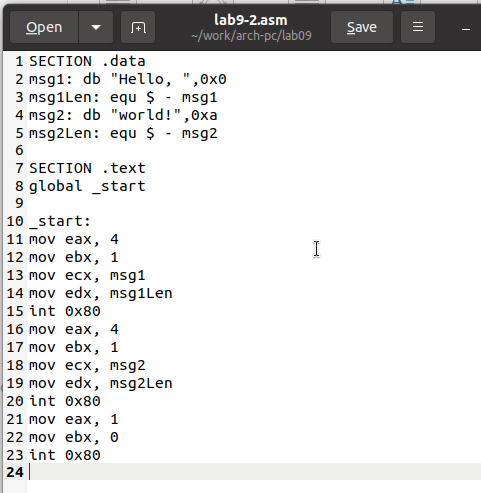 Open
lab9-2.asm
~/work/arch-pc/lab09
Save
1 SECTION .data
2 msg1: db "Hello, ",0x0
3 msg1Len: equ $ - msg1
4 msg2: db "world!",0xa
5 msg2Len: equ $ - msg2
6
7 SECTION .text
8 global _start
9
10 _start:
11 mov eax, 4
12 mov ebx, 1
13 mov ecx, msg1
14 mov edx, msg1Len
15 int 0x80
16 mov eax, 4
17 mov ebx, 1
18 mov ecx, msg2
19 mov edx, msg2Len
20 int 0x80
21 mov eax, 1
22 mov ebx, 0
23 int 0x80
24